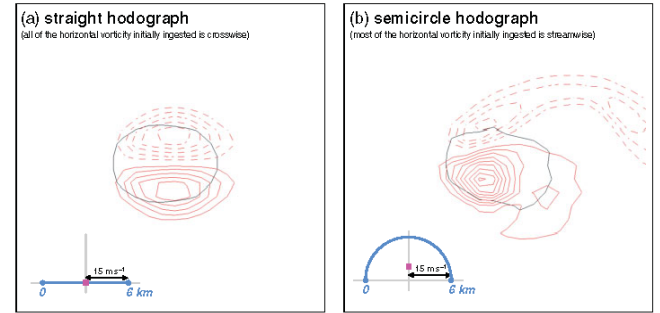 (a) straight hodograph
(all of the horizontal vorticity initially ingested is crosswise)
15 ms⁻¹
0
6 km
(b) semicircle hodograph
(most of the horizontal vorticity initially ingested is streamwise)
15 ms⁻¹
0
6 km